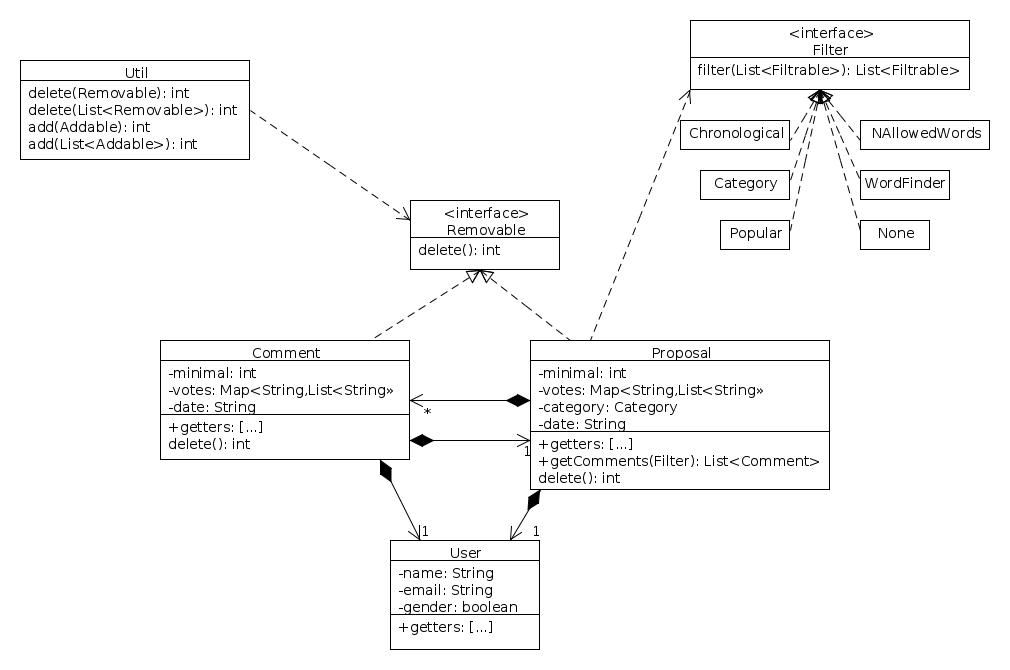 <interface>
Filter
filter(List<Filtrable>): List<Filtrable>
Util
delete(Removable): int
delete(List<Removable>): int
add(Addable): int
add(List<Addable>): int
Chronological
NAllowedWords
Category
WordFinder
Popular
None
<interface>
Removable
delete(): int
Comment
-minimal: int
-votes: Map<String,List<String»
-date: String
+getters: [...]
delete(): int
*
1
Proposal
-minimal: int
-votes: Map<String,List<String»
-category: Category
-date: String
+getters: [...]
+getComments(Filter): List<Comment>
delete(): int
1
1
User
-name: String
-email: String
-gender: boolean
+getters: [...]